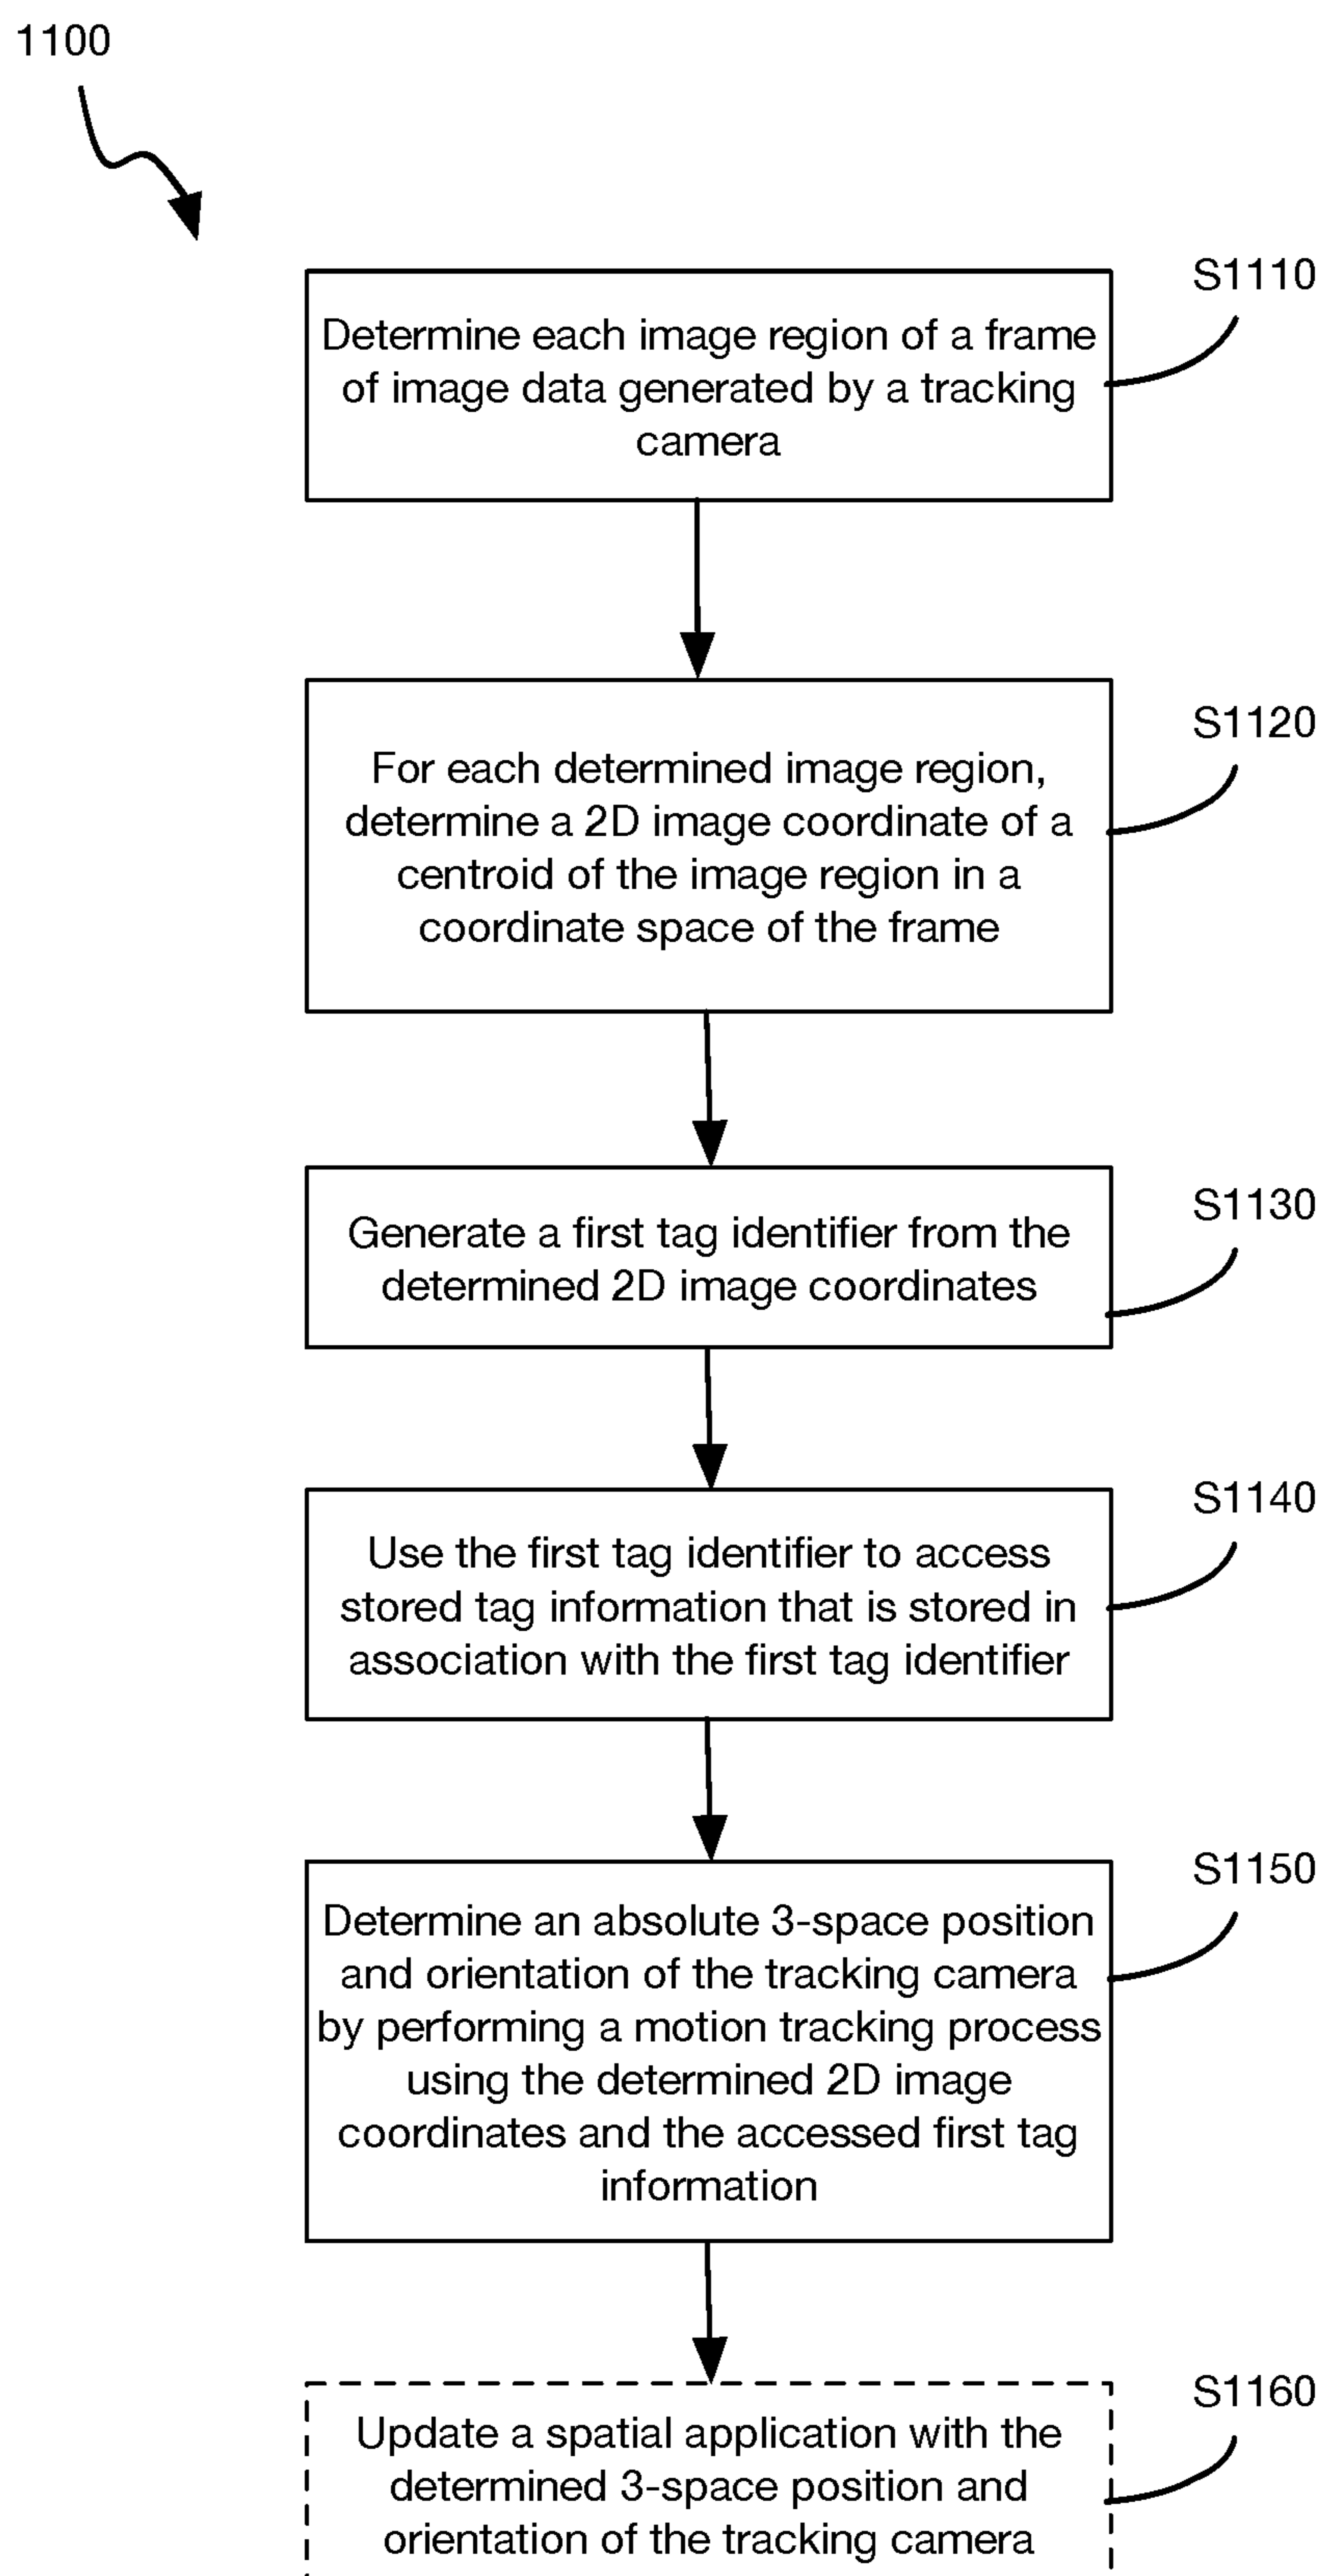 1100
S1110
Determine each image region of a frame
of image data generated by a tracking
camera
S1120
For each determined image region,
determine a 2D image coordinate of a
centroid of the image region in a
coordinate space of the frame
S1130
Generate a first tag identifier from the
determined 2D image coordinates
S1140
Use the first tag identifier to access
stored tag information that is stored in
association with the first tag identifier
S1150
Determine an absolute 3-space position
and orientation of the tracking camera
by performing a motion tracking process
using the determined 2D image
coordinates and the accessed first tag
information
S1160
Update a spatial application with the
determined 3-space position and
orientation of the tracking camera